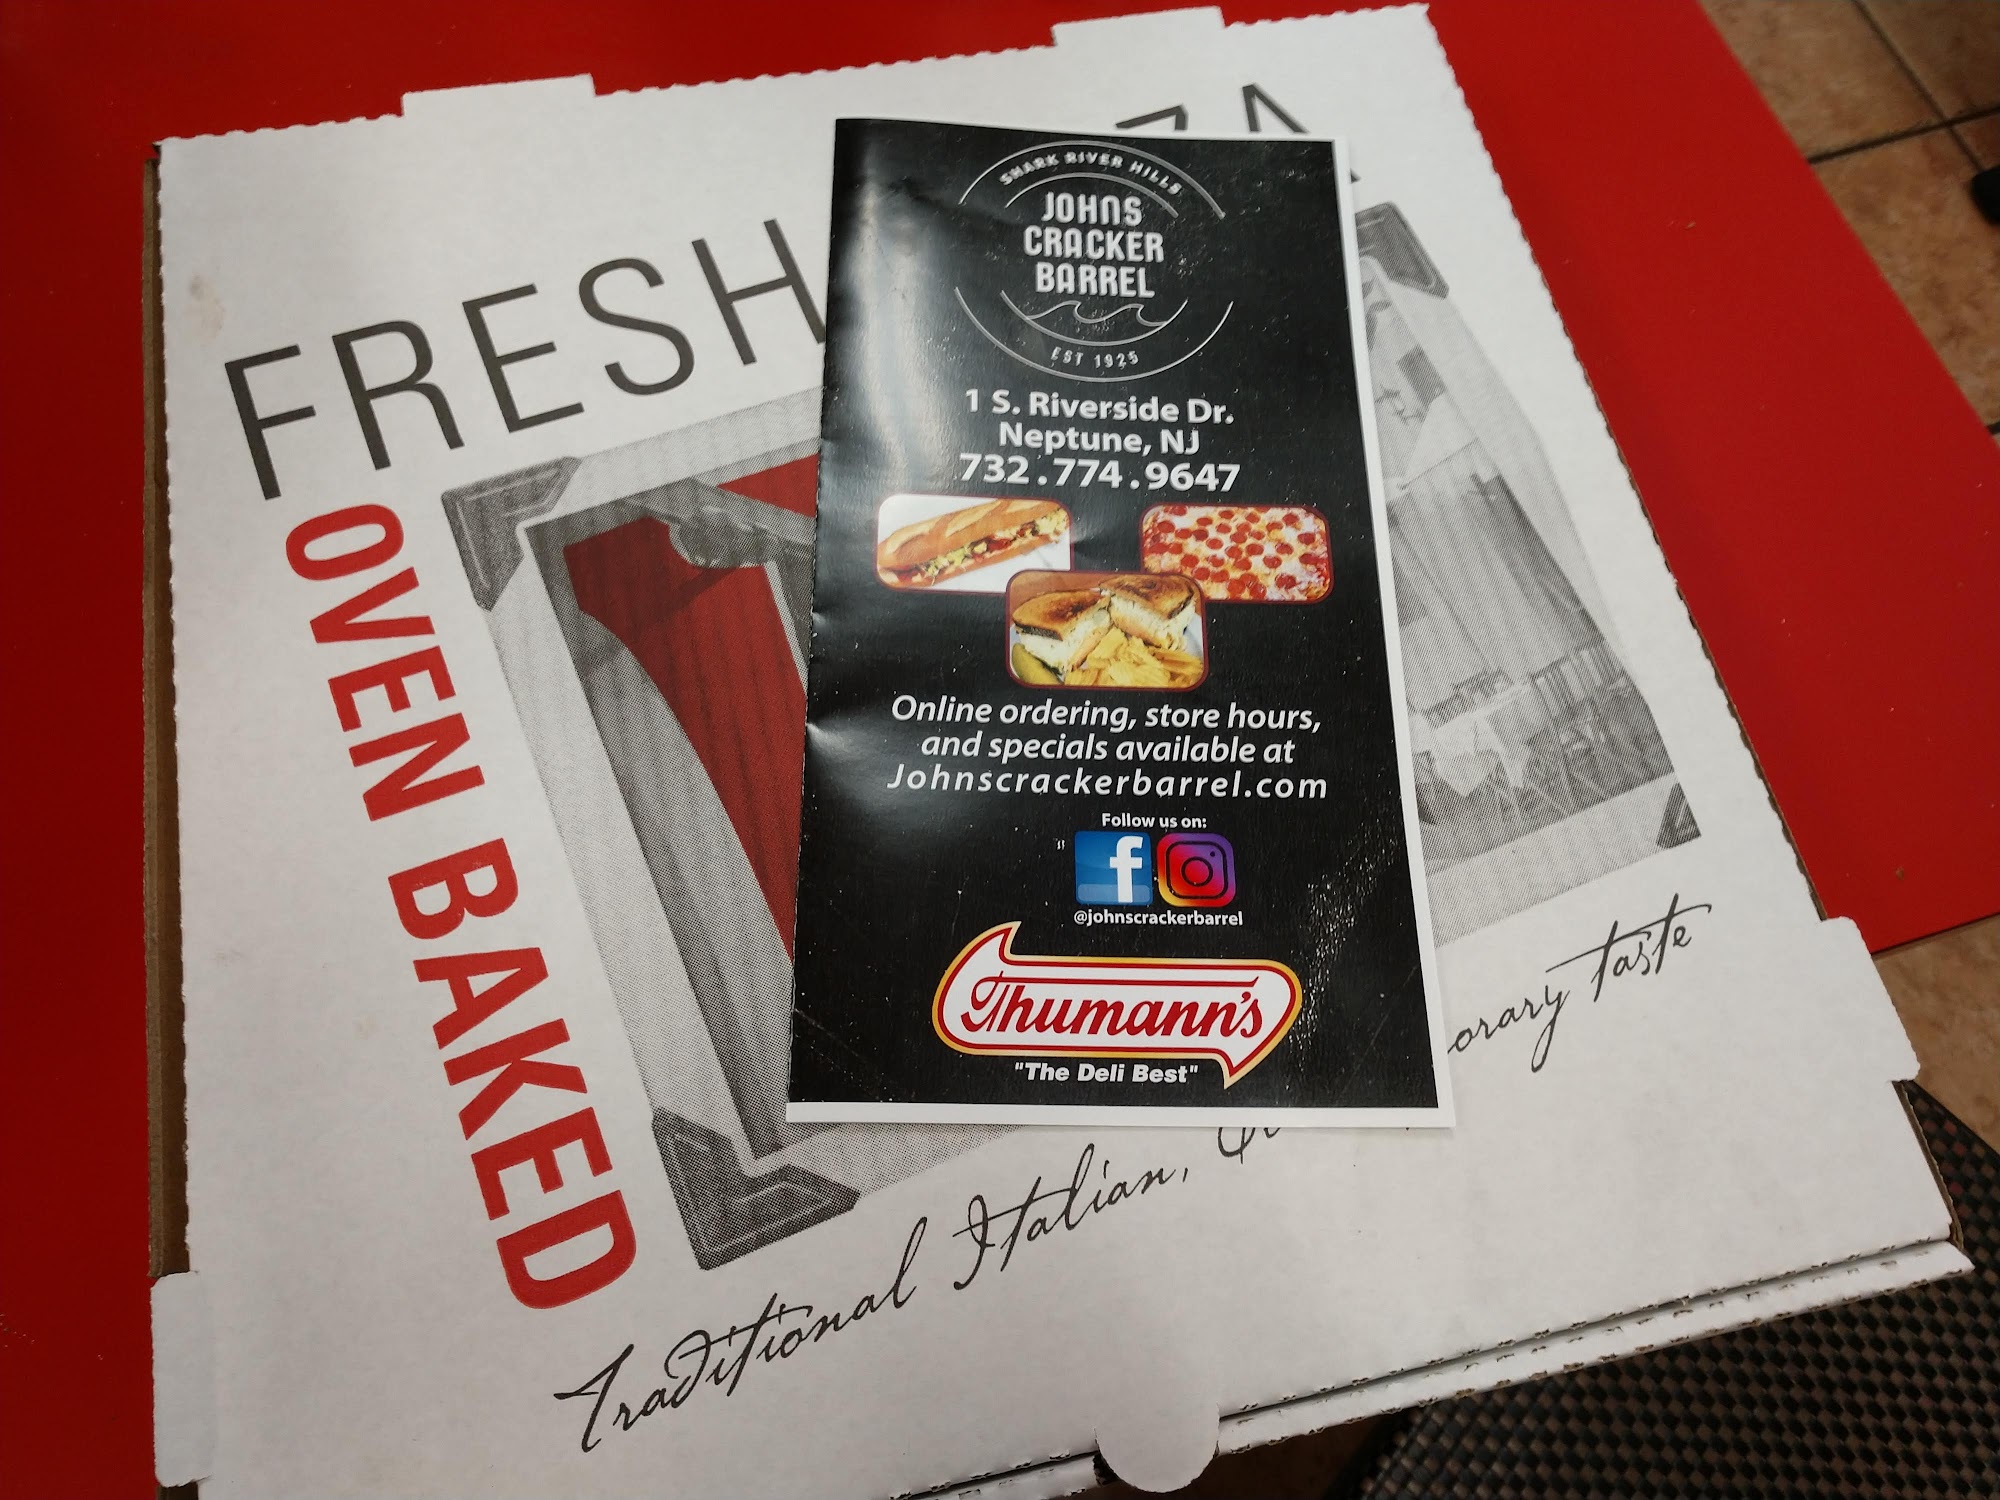 FRESH ZA
OVEN BAKED
Traditional Italian,
orary taste
SHARK RIVER HILLS
JOHNS
CRACKER
BARREL
EST 1925
1 S. Riverside Dr.
Neptune, NJ
732.774.9647
Online ordering, store hours,
and specials available at
Johnscrackerbarrel.com
Follow us on:
f
@johnscrackerbarrel
Thumann's
"The Deli Best"